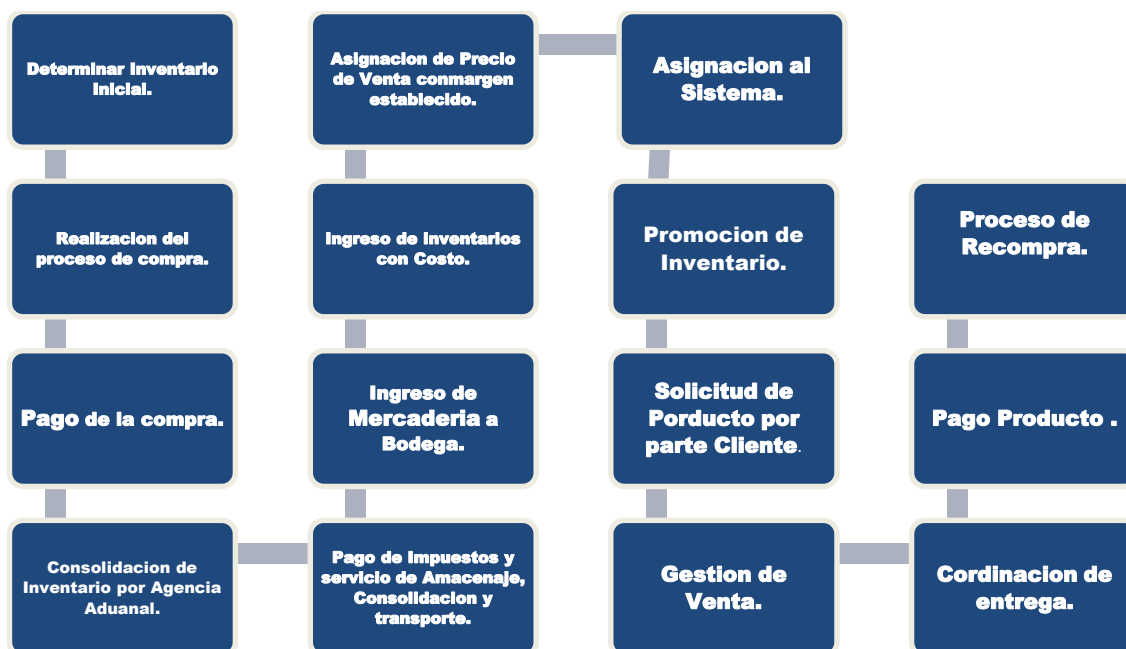 Determinar Inventario
Inicial.
Realizacion del
proceso de compra.
Pago de la compra.
Consolidacion de
Inventario por Agencia
Aduanal.
Pago de Impuestos y
servicio de Amacenaje,
Consolidacion y
transporte.
Ingreso de
Mercaderia a
Bodega.
Ingreso de inventarios
con Costo.
Asignacion de Precio
de Venta conmargen
establecido.
Asignacion al
Sistema.
Promocion de
Inventario.
Solicitud de
Porducto por
parte Cliente.
Gestion de
Venta.
Cordinacion de
entrega.
Pago Producto .
Proceso de
Recompra.